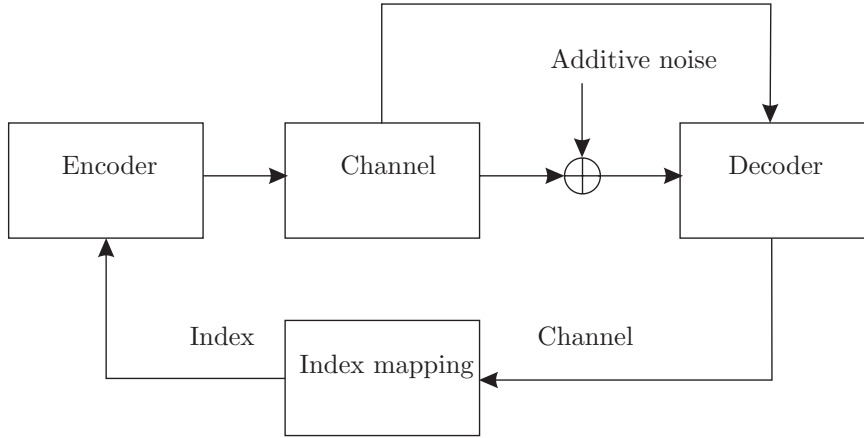 Additive noise
Encoder
Channel
Decoder
Index
Channel
Index mapping